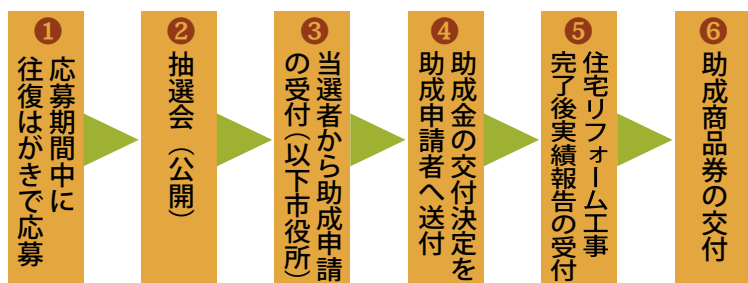 ❶
応募期間中に
往復はがきで応募
❷
抽選会（公開）
❸
当選者から助成申請
の受付（以下市役所）
❹
助成金の交付決定を
助成申請者へ送付
❺
住宅リフォーム工事
完了後実績報告の受付
❻
助成商品券の交付